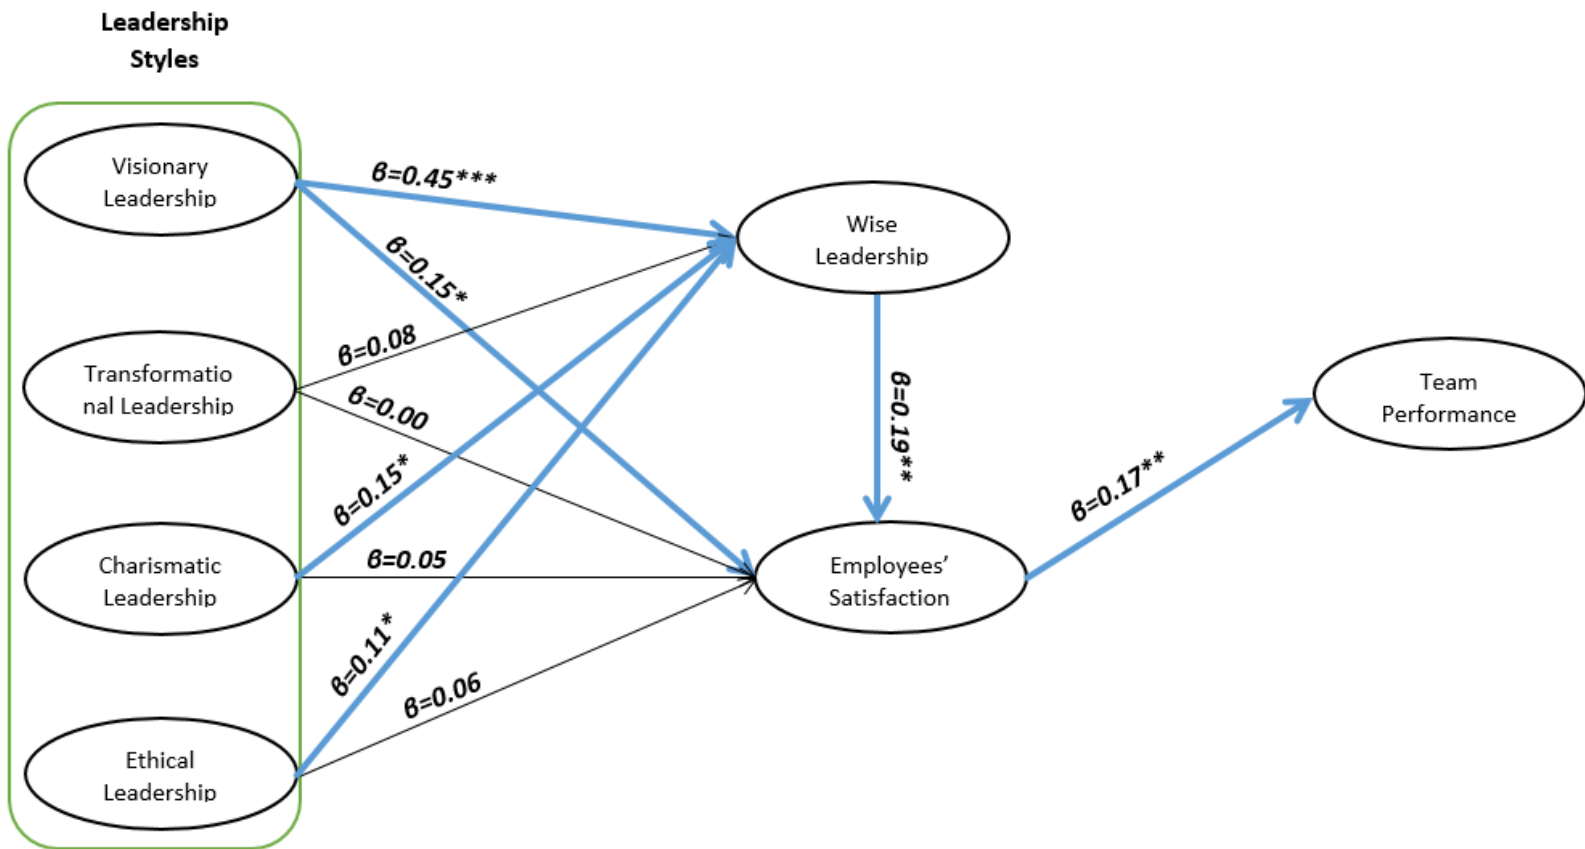 Leadership
Styles
Visionary
Leadership
Transformatio
nal Leadership
Charismatic
Leadership
Ethical
Leadership
β=0.45***
β=0.15*
β=0.08
β=0.00
β=0.15*
β=0.05
β=0.11*
β=0.06
Wise
Leadership
β=0.19**
Employees’
Satisfaction
β=0.17**
Team
Performance